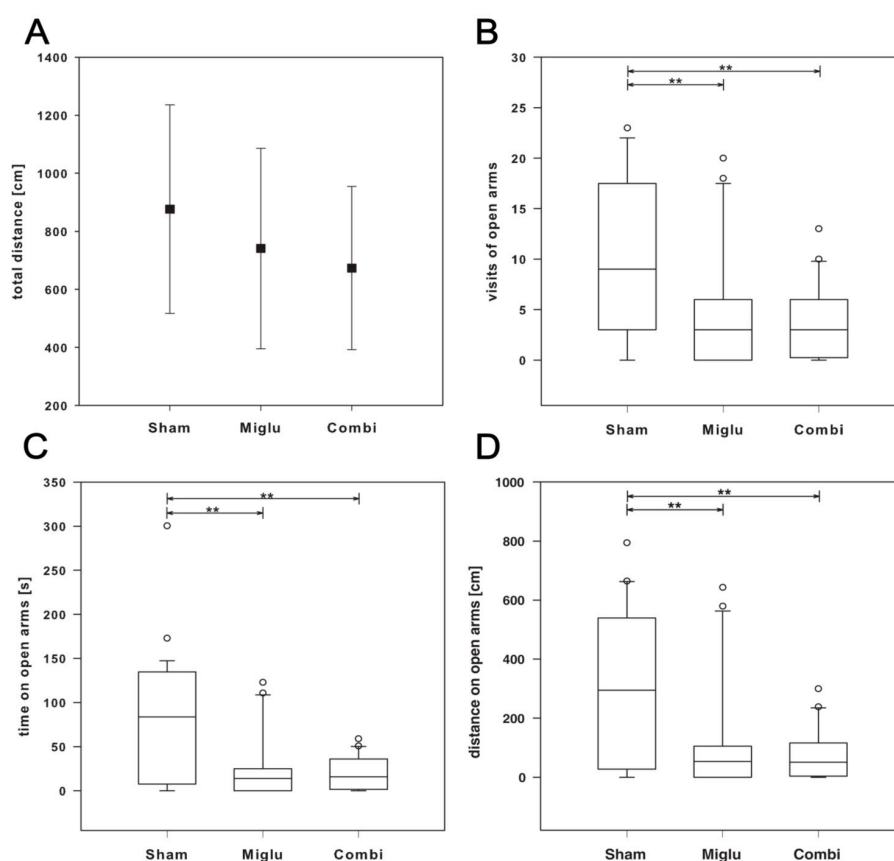 A
total distance [cm]
1400
1200
1000
800
600
400
200
Sham Miglu Combi
B
visits of open arms
30
25
20
15
10
5
0
**
**
Sham Miglu Combi
C
time on open arms [s]
350
300
250
200
150
100
50
0
**
**
Sham Miglu Combi
D
distance on open arms [cm]
1000
800
600
400
200
0
**
**
Sham Miglu Combi